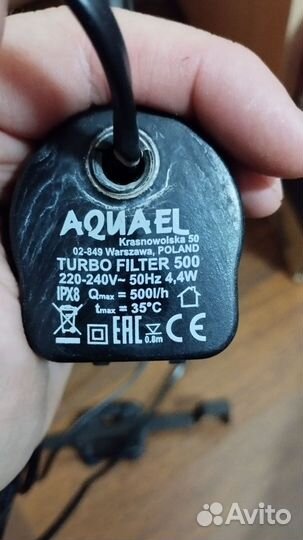 AQUAEL
Krasnowolska 50
02-849 Warszawa, POLAND
TURBO FILTER 500
220-240V~ 50Hz 4,4W
IPX8 Qmax = 500l/h
tmax = 35°C
EAC 0.8m CE
Avito